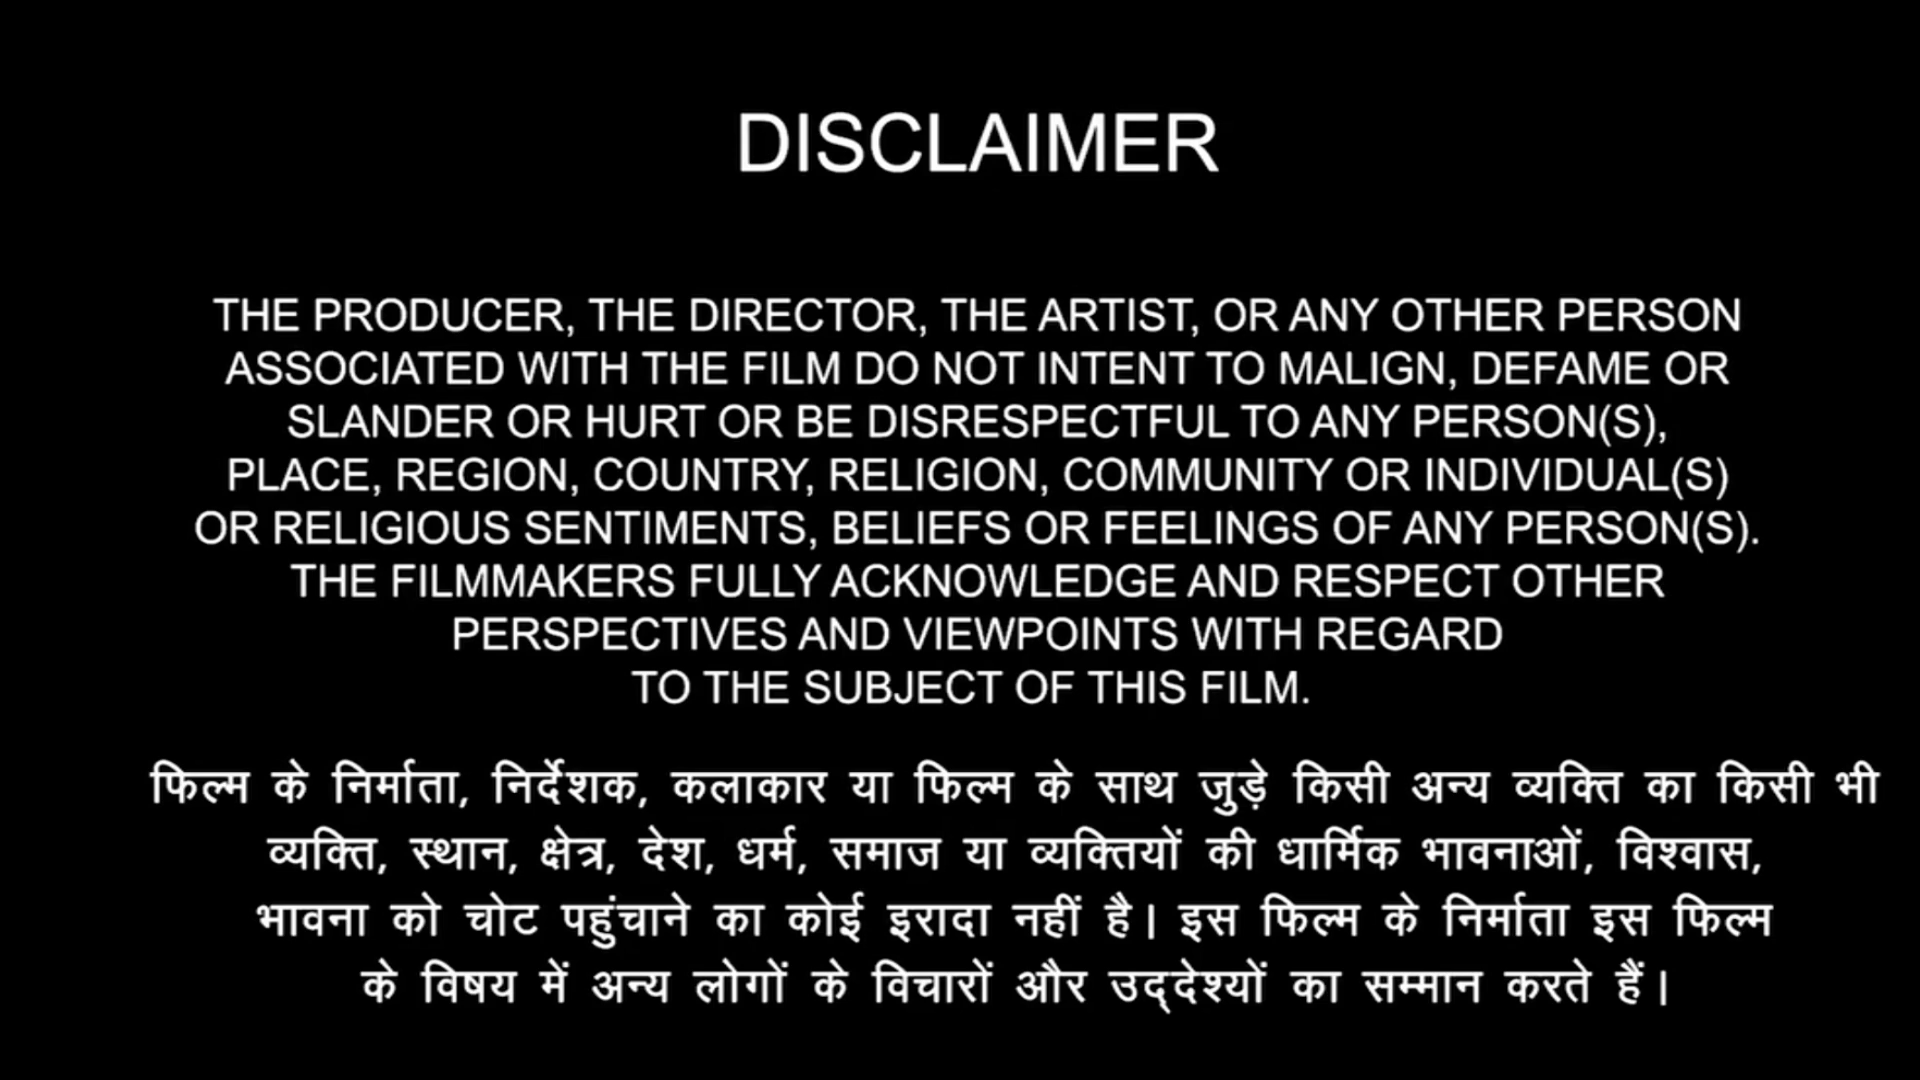 DISCLAIMER
THE PRODUCER, THE DIRECTOR, THE ARTIST, OR ANY OTHER PERSON
ASSOCIATED WITH THE FILM DO NOT INTENT TO MALIGN, DEFAME OR
SLANDER OR HURT OR BE DISRESPECTFUL TO ANY PERSON(S),
PLACE, REGION, COUNTRY, RELIGION, COMMUNITY OR INDIVIDUAL(S)
OR RELIGIOUS SENTIMENTS, BELIEFS OR FEELINGS OF ANY PERSON(S).
THE FILMMAKERS FULLY ACKNOWLEDGE AND RESPECT OTHER
PERSPECTIVES AND VIEWPOINTS WITH REGARD
TO THE SUBJECT OF THIS FILM.
फिल्म के निर्माता, निर्देशक, कलाकार या फिल्म के साथ जुड़े किसी अन्य व्यक्ति का किसी भी
व्यक्ति, स्थान, क्षेत्र, देश, धर्म, समाज या व्यक्तियों की धार्मिक भावनाओं, विश्वास,
भावना को चोट पहुंचाने का कोई इरादा नहीं है। इस फिल्म के निर्माता इस फिल्म
के विषय में अन्य लोगों के विचारों और उद्देश्यों का सम्मान करते हैं।